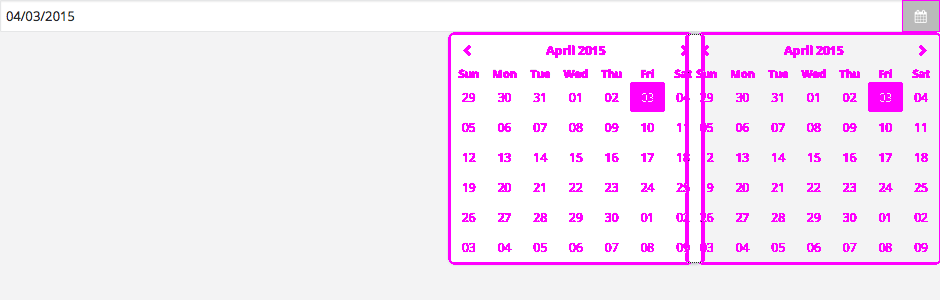 04/03/2015
April 2015 April 2015
Sun Mon Tue Wed Thu Fri Sat Sun Mon Tue Wed Thu Fri Sat
29 30 31 01 02 03 04 29 30 31 01 02 03 04
05 06 07 08 09 10 11 05 06 07 08 09 10 11
12 13 14 15 16 17 18 12 13 14 15 16 17 18
19 20 21 22 23 24 25 19 20 21 22 23 24 25
26 27 28 29 30 01 02 26 27 28 29 30 01 02
03 04 05 06 07 08 09 03 04 05 06 07 08 09